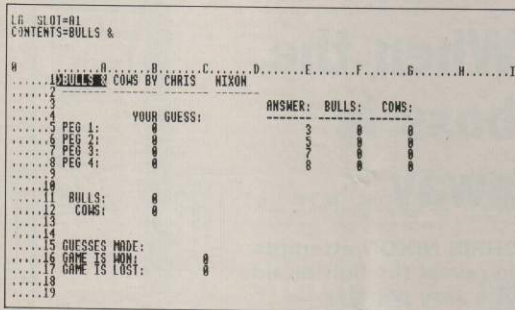 LG SLOT=A1
CONTENTS=BULLS &
0 .......A.......B.......C.......D.......E.......F.......G.......H.......I
......1>BULLS & COWS BY CHRIS NIXON
......2 ------- -------- ------- -------
......3 ANSWER: BULLS: COWS:
......4 YOUR GUESS: ------- ------- -------
......5 PEG 1: 0 3 0 0
......6 PEG 2: 0 5 0 0
......7 PEG 3: 0 7 0 0
......8 PEG 4: 0 8 0 0
......9
.....10
.....11 BULLS: 0
.....12 COWS: 0
.....13
.....14
.....15 GUESSES MADE:
.....16 GAME IS WON: 0
.....17 GAME IS LOST: 0
.....18
.....19